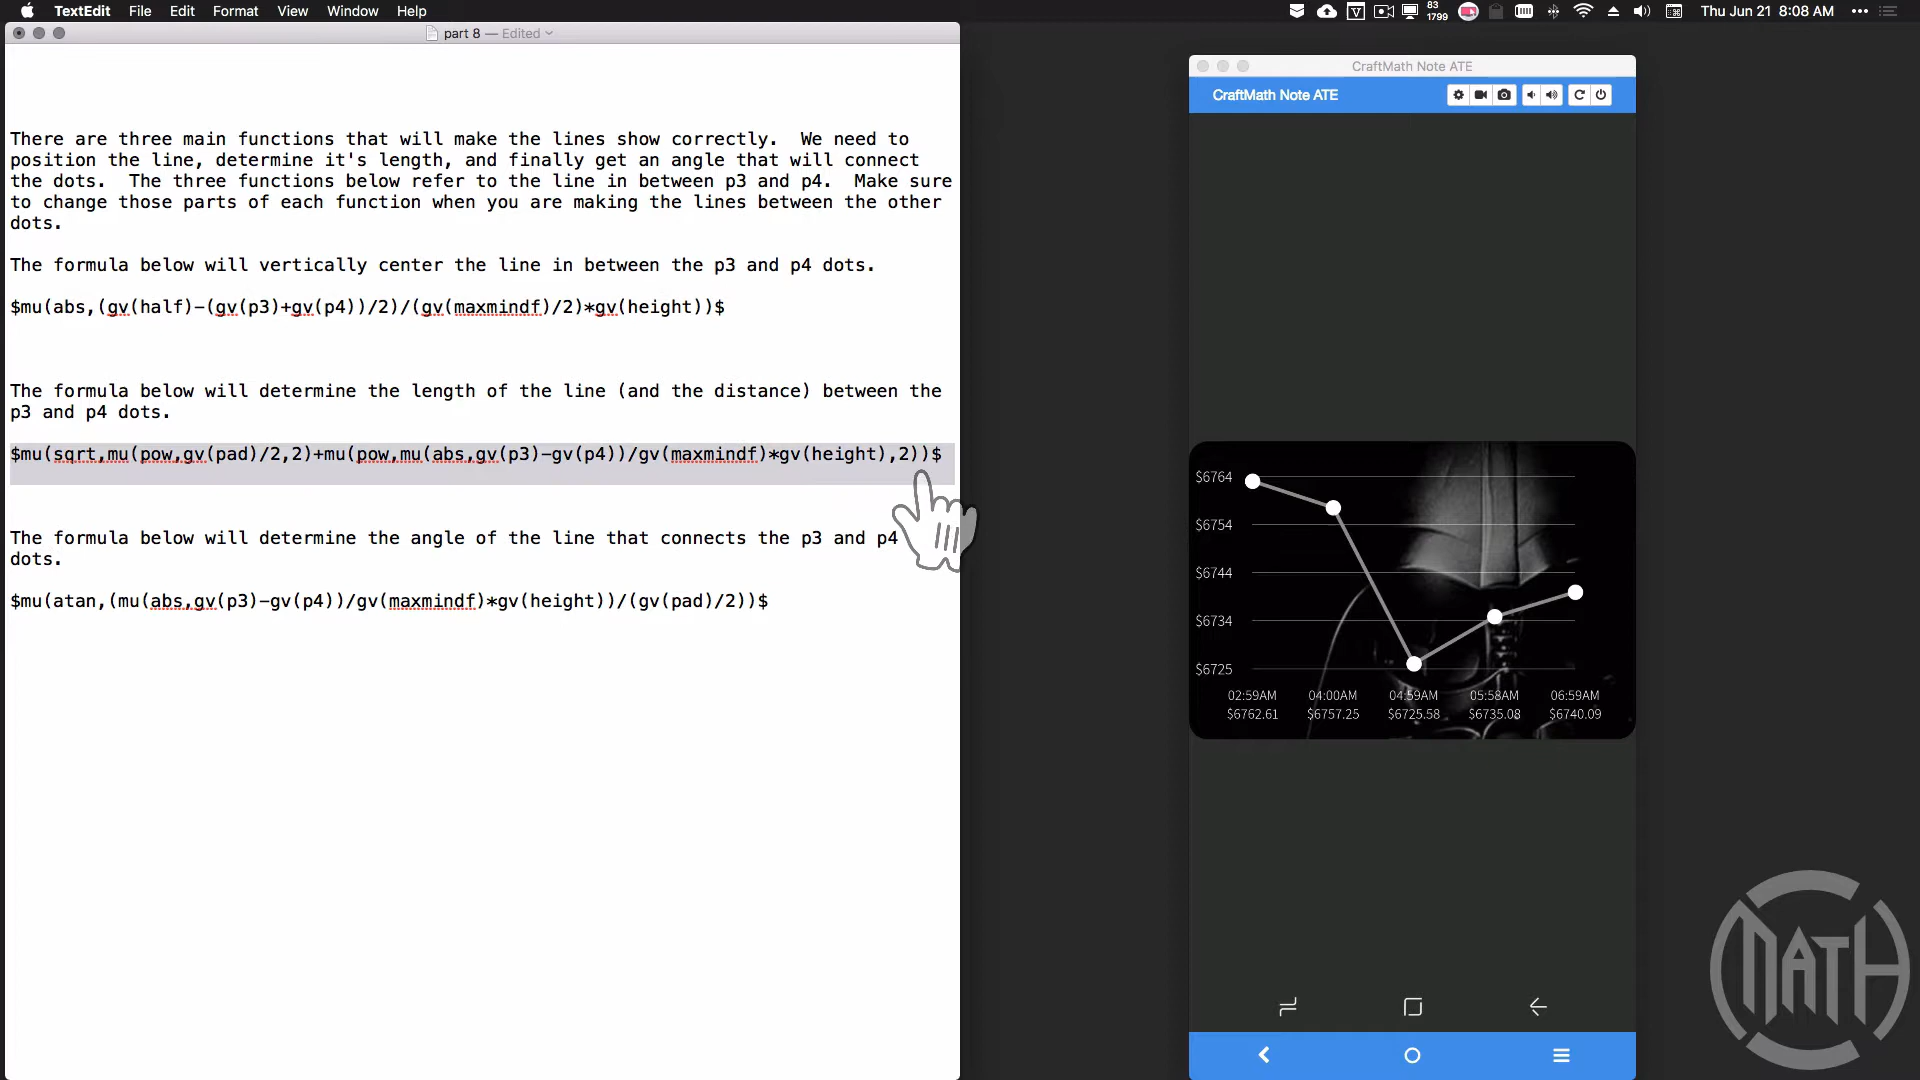 TextEdit File Edit Format View Window Help
83
1799
Thu Jun 21 8:08 AM
part 8 — Edited
There are three main functions that will make the lines show correctly. We need to
position the line, determine it's length, and finally get an angle that will connect
the dots. The three functions below refer to the line in between p3 and p4. Make sure
to change those parts of each function when you are making the lines between the other
dots.
The formula below will vertically center the line in between the p3 and p4 dots.
$mu(abs,(gv(half)-(gv(p3)+gv(p4))/2)/(gv(maxmindf)/2)*gv(height))$
The formula below will determine the length of the line (and the distance) between the
p3 and p4 dots.
$mu(sqrt,mu(pow,gv(pad)/2,2)+mu(pow,mu(abs,gv(p3)-gv(p4))/gv(maxmindf)*gv(height),2))$
The formula below will determine the angle of the line that connects the p3 and p4
dots.
$mu(atan,(mu(abs,gv(p3)-gv(p4))/gv(maxmindf)*gv(height))/(gv(pad)/2))$
CraftMath Note ATE
CraftMath Note ATE
$6764
$6754
$6744
$6734
$6725
02:59AM 04:00AM 04:59AM 05:58AM 06:59AM
$6762.61 $6757.25 $6725.58 $6735.08 $6740.09
MATH